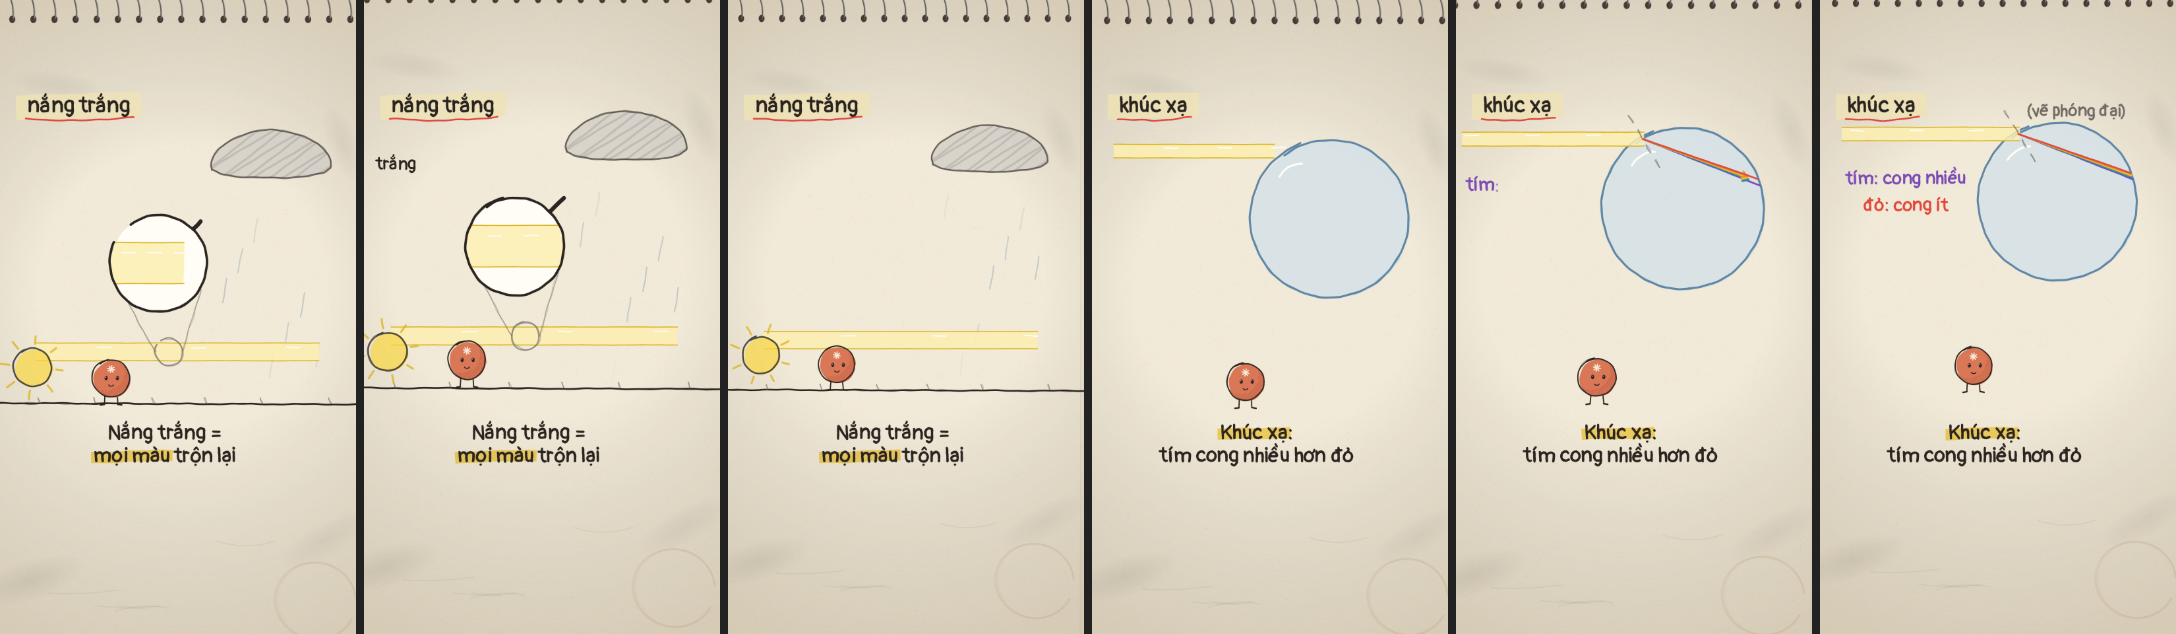 nắng trắng
Nắng trắng =
mọi màu trộn lại
nắng trắng
trắng
Nắng trắng =
mọi màu trộn lại
nắng trắng
Nắng trắng =
mọi màu trộn lại
khúc xạ
Khúc xạ:
tím cong nhiều hơn đỏ
khúc xạ
tím:
Khúc xạ:
tím cong nhiều hơn đỏ
khúc xạ
(vẽ phóng đại)
tím: cong nhiều
đỏ: cong ít
Khúc xạ:
tím cong nhiều hơn đỏ